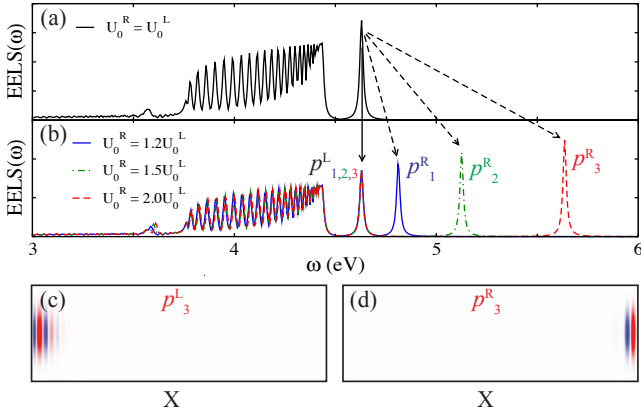 (a)
U₀ᴿ = U₀ᴸ
EELS(ω)
(b)
U₀ᴿ = 1.2U₀ᴸ
U₀ᴿ = 1.5U₀ᴸ
U₀ᴿ = 2.0U₀ᴸ
EELS(ω)
pᴸ₁,₂,₃
pᴿ₁
pᴿ₂
pᴿ₃
3 4 5 6
ω (eV)
(c) pᴸ₃
(d) pᴿ₃
X X